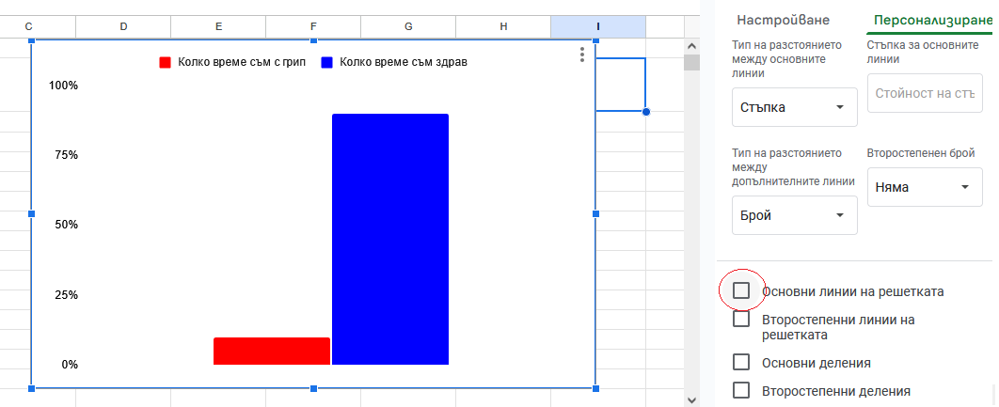 C D E F G H I
Колко време съм с грип Колко време съм здрав
100%
75%
50%
25%
0%
Настройване Персонализиране
Тип на разстоянието
между основните
линии
Стъпка
Стъпка за основните
линии
Стойност на стъ
Тип на разстоянието
между
допълнителните линии
Брой
Второстепенен брой
Няма
Основни линии на решетката
Второстепенни линии на
решетката
Основни деления
Второстепенни деления